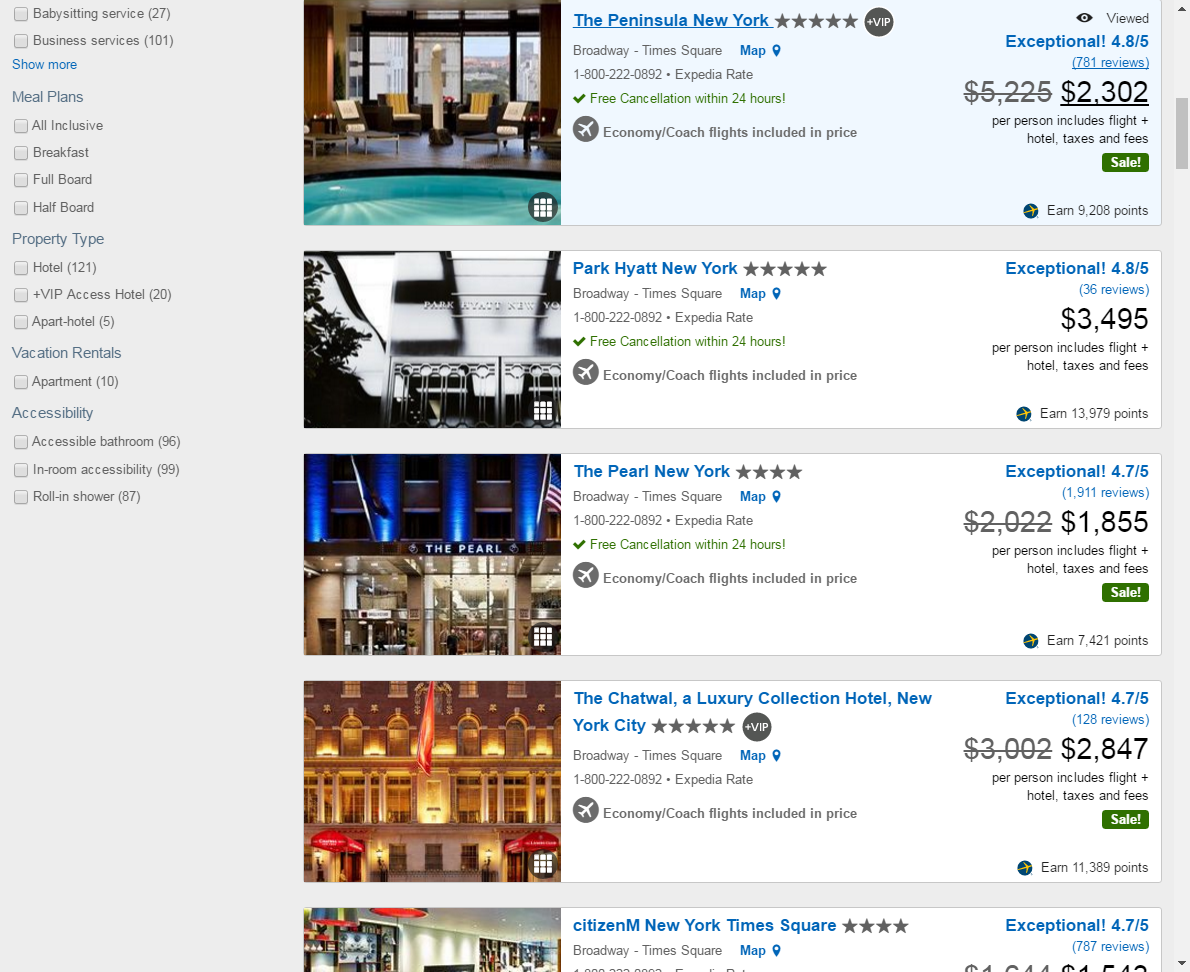 Babysitting service (27)
Business services (101)
Show more
Meal Plans
All Inclusive
Breakfast
Full Board
Half Board
Property Type
Hotel (121)
+VIP Access Hotel (20)
Apart-hotel (5)
Vacation Rentals
Apartment (10)
Accessibility
Accessible bathroom (96)
In-room accessibility (99)
Roll-in shower (87)
The Peninsula New York +VIP
Viewed
Broadway - Times Square Map
1-800-222-0892 • Expedia Rate
Free Cancellation within 24 hours!
Economy/Coach flights included in price
Exceptional! 4.8/5
(781 reviews)
$5,225 $2,302
per person includes flight +
hotel, taxes and fees
Sale!
Earn 9,208 points
PARK HYATT NEW YO
Park Hyatt New York
Broadway - Times Square Map
1-800-222-0892 • Expedia Rate
Free Cancellation within 24 hours!
Economy/Coach flights included in price
Exceptional! 4.8/5
(36 reviews)
$3,495
per person includes flight +
hotel, taxes and fees
Earn 13,979 points
THE PEARL
The Pearl New York
Broadway - Times Square Map
1-800-222-0892 • Expedia Rate
Free Cancellation within 24 hours!
Economy/Coach flights included in price
Exceptional! 4.7/5
(1,911 reviews)
$2,022 $1,855
per person includes flight +
hotel, taxes and fees
Sale!
Earn 7,421 points
The Chatwal, a Luxury Collection Hotel, New
York City +VIP
Broadway - Times Square Map
1-800-222-0892 • Expedia Rate
Economy/Coach flights included in price
Exceptional! 4.7/5
(128 reviews)
$3,002 $2,847
per person includes flight +
hotel, taxes and fees
Sale!
Earn 11,389 points
citizenM New York Times Square
Broadway - Times Square Map
1-800-222-0892 • Expedia Rate
Exceptional! 4.7/5
(787 reviews)